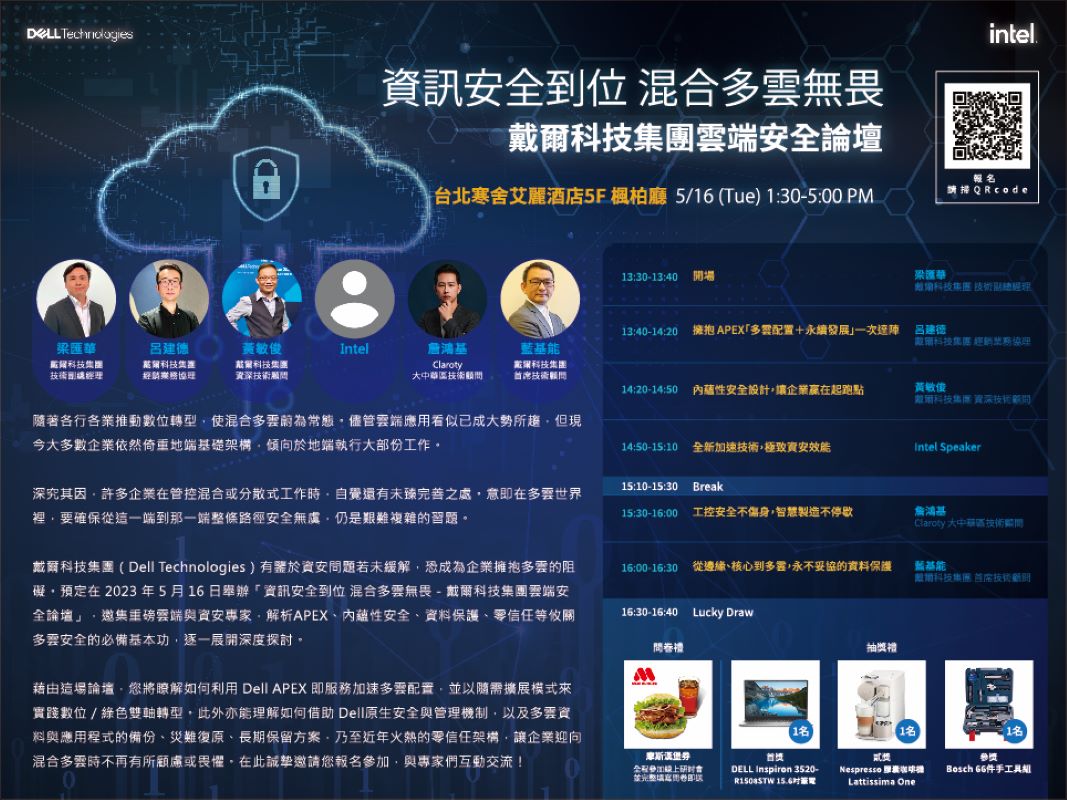 DELLTechnologies
intel.
資訊安全到位 混合多雲無畏
戴爾科技集團雲端安全論壇
台北寒舍艾麗酒店5F 楓柏廳 5/16 (Tue) 1:30-5:00 PM
報名
請掃QRcode
梁匯華
戴爾科技集團
技術副總經理
呂建德
戴爾科技集團
經銷業務協理
黃敏俊
戴爾科技集團
資深技術顧問
Intel
詹鴻基
Claroty
大中華區技術顧問
藍基能
戴爾科技集團
首席技術顧問
隨著各行各業推動數位轉型，使混合多雲蔚為常態。儘管雲端應用看似已成大勢所趨，但現
今大多數企業依然倚重地端基礎架構，傾向於地端執行大部份工作。
深究其因，許多企業在管控混合或分散式工作時，自覺還有未臻完善之處。意即在多雲世界
裡，要確保從這一端到那一端整條路徑安全無虞，仍是艱難複雜的習題。
戴爾科技集團（Dell Technologies）有鑒於資安問題若未緩解，恐成為企業擁抱多雲的阻
礙。預定在 2023 年 5 月 16 日舉辦「資訊安全到位 混合多雲無畏 - 戴爾科技集團雲端安
全論壇」，邀集重磅雲端與資安專家，解析APEX、內蘊性安全、資料保護、零信任等攸關
多雲安全的必備基本功，逐一展開深度探討。
藉由這場論壇，您將瞭解如何利用 Dell APEX 即服務加速多雲配置，並以隨需擴展模式來
實踐數位 / 綠色雙軸轉型。此外亦能理解如何借助 Dell原生安全與管理機制，以及多雲資
料與應用程式的備份、災難復原、長期保留方案，乃至近年火熱的零信任架構，讓企業迎向
混合多雲時不再有所顧慮或畏懼。在此誠摯邀請您報名參加，與專家們互動交流！
13:30-13:40 開場 梁匯華
戴爾科技集團 技術副總經理
13:40-14:20 擁抱 APEX「多雲配置＋永續發展」一次達陣 呂建德
戴爾科技集團 經銷業務協理
14:20-14:50 內蘊性安全設計，讓企業贏在起跑點 黃敏俊
戴爾科技集團 資深技術顧問
14:50-15:10 全新加速技術，極致資安效能 Intel Speaker
15:10-15:30 Break
15:30-16:00 工控安全不傷身，智慧製造不停歇 詹鴻基
Claroty 大中華區技術顧問
16:00-16:30 從邊緣、核心到多雲，永不妥協的資料保護 藍基能
戴爾科技集團 首席技術顧問
16:30-16:40 Lucky Draw
問卷禮
抽獎禮
MOS BURGER
摩斯漢堡券
全程參加線上研討會
並完整填寫問卷即送
1名
首獎
DELL Inspiron 3520-
R1508STW 15.6吋筆電
1名
貳獎
Nespresso 膠囊咖啡機
Lattissima One
1名
參獎
Bosch 66件手工具組